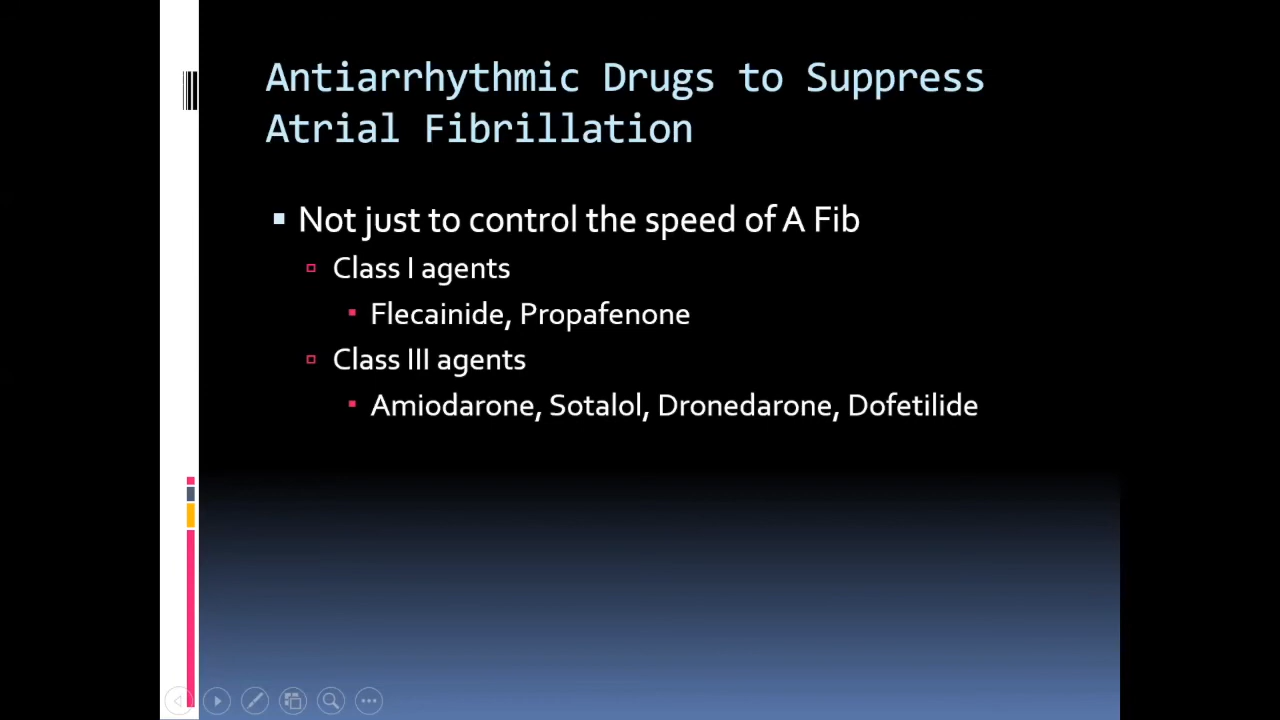 Antiarrhythmic Drugs to Suppress
Atrial Fibrillation
Not just to control the speed of A Fib
Class I agents
Flecainide, Propafenone
Class III agents
Amiodarone, Sotalol, Dronedarone, Dofetilide